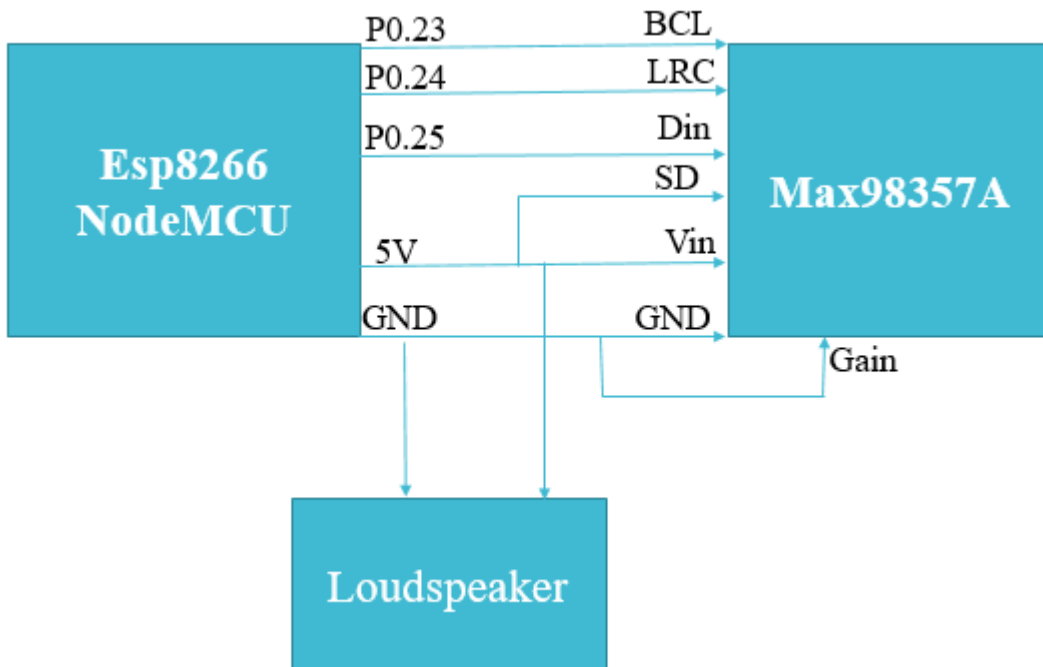 P0.23
BCL
P0.24
LRC
P0.25
Din
Esp8266
NodeMCU
SD
Max98357A
5V
Vin
GND
GND
Gain
Loudspeaker